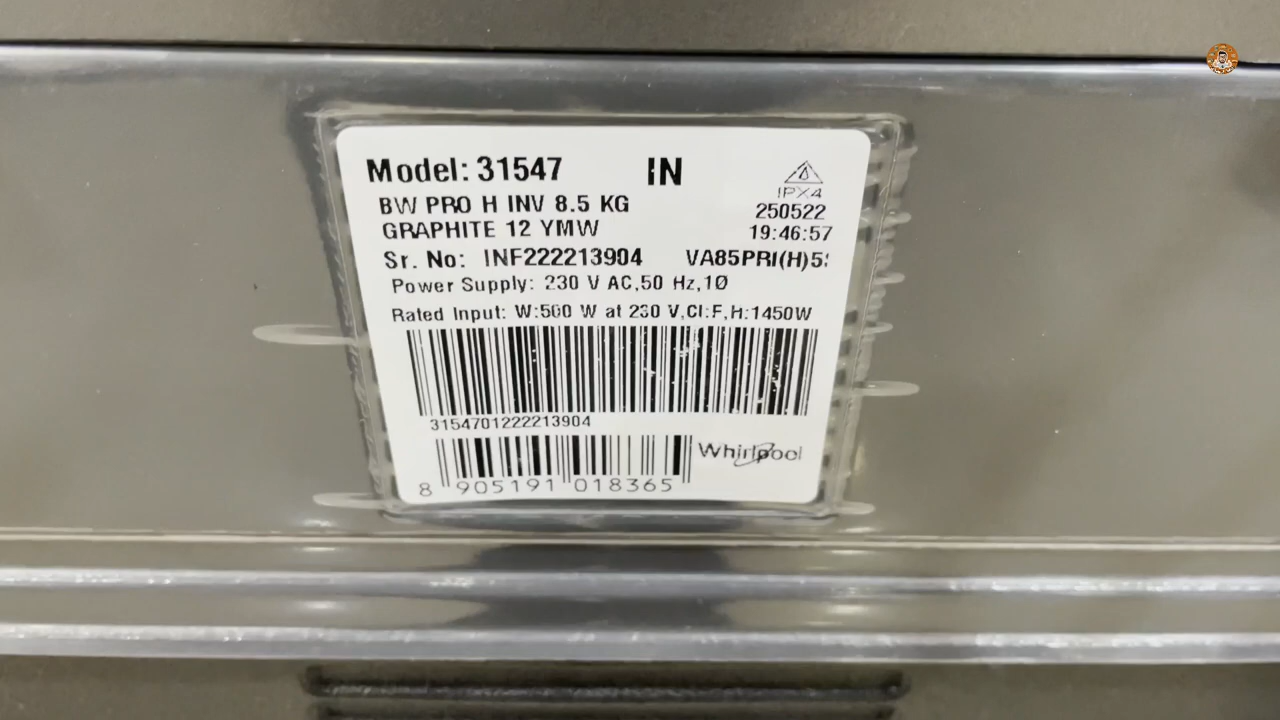 Model: 31547 IN
IPX4
BW PRO H INV 8.5 KG 250522
GRAPHITE 12 YMW 19:46:57
Sr. No: INF222213904 VA85PRI(H)5
Power Supply: 230 V AC,50 Hz,1Ø
Rated Input: W:500 W at 230 V,Cl:F,H:1450W
3154701222213904
Whirlpool
8 905191 018365